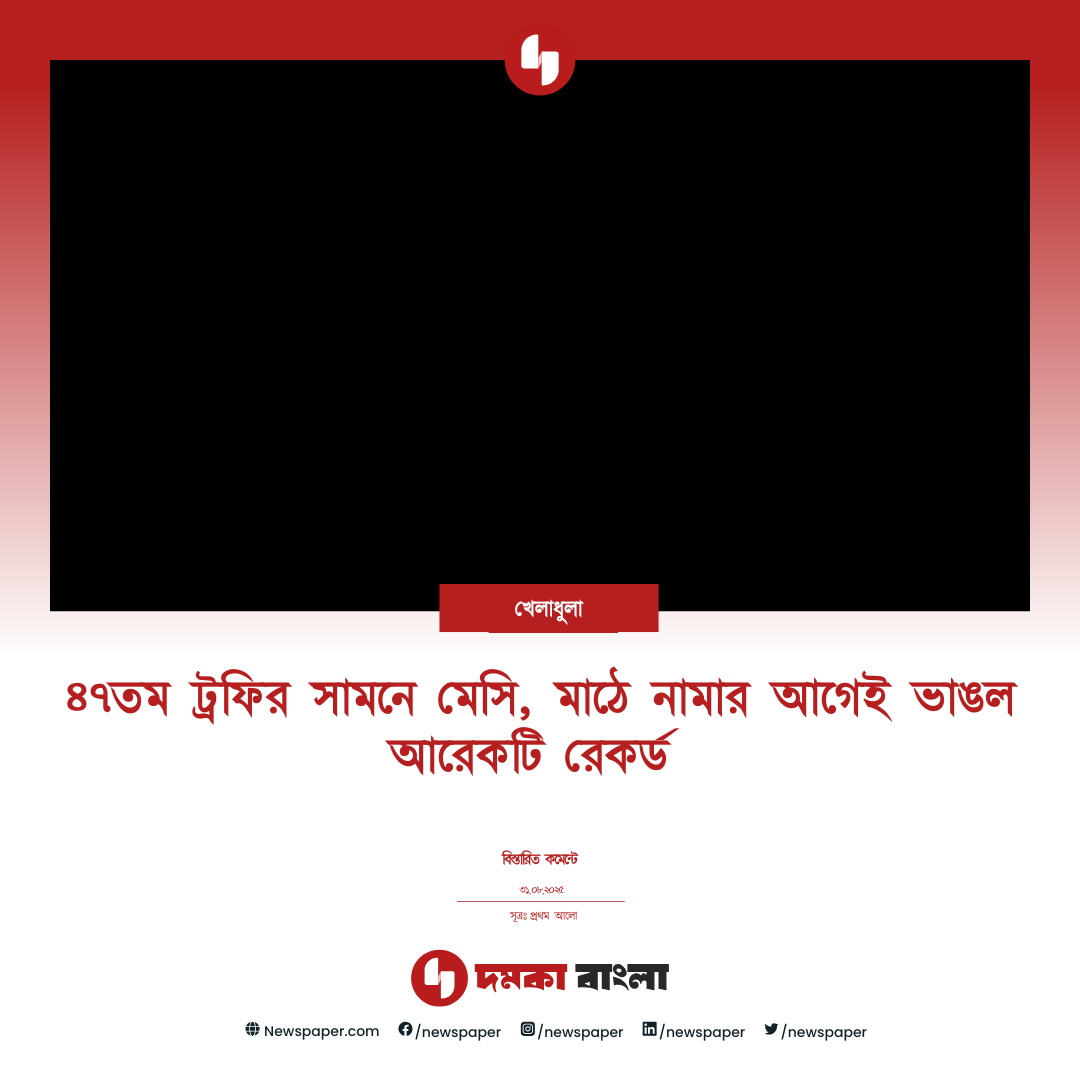 খেলাধুলা
৪৭তম ট্রফির সামনে মেসি, মাঠে নামার আগেই ভাঙল
আরেকটি রেকর্ড
বিস্তারিত কমেন্টে
৩১.০৮.২০২৫
সূত্রঃ প্রথম আলো
দমকা বাংলা
Newspaper.com /newspaper /newspaper /newspaper /newspaper